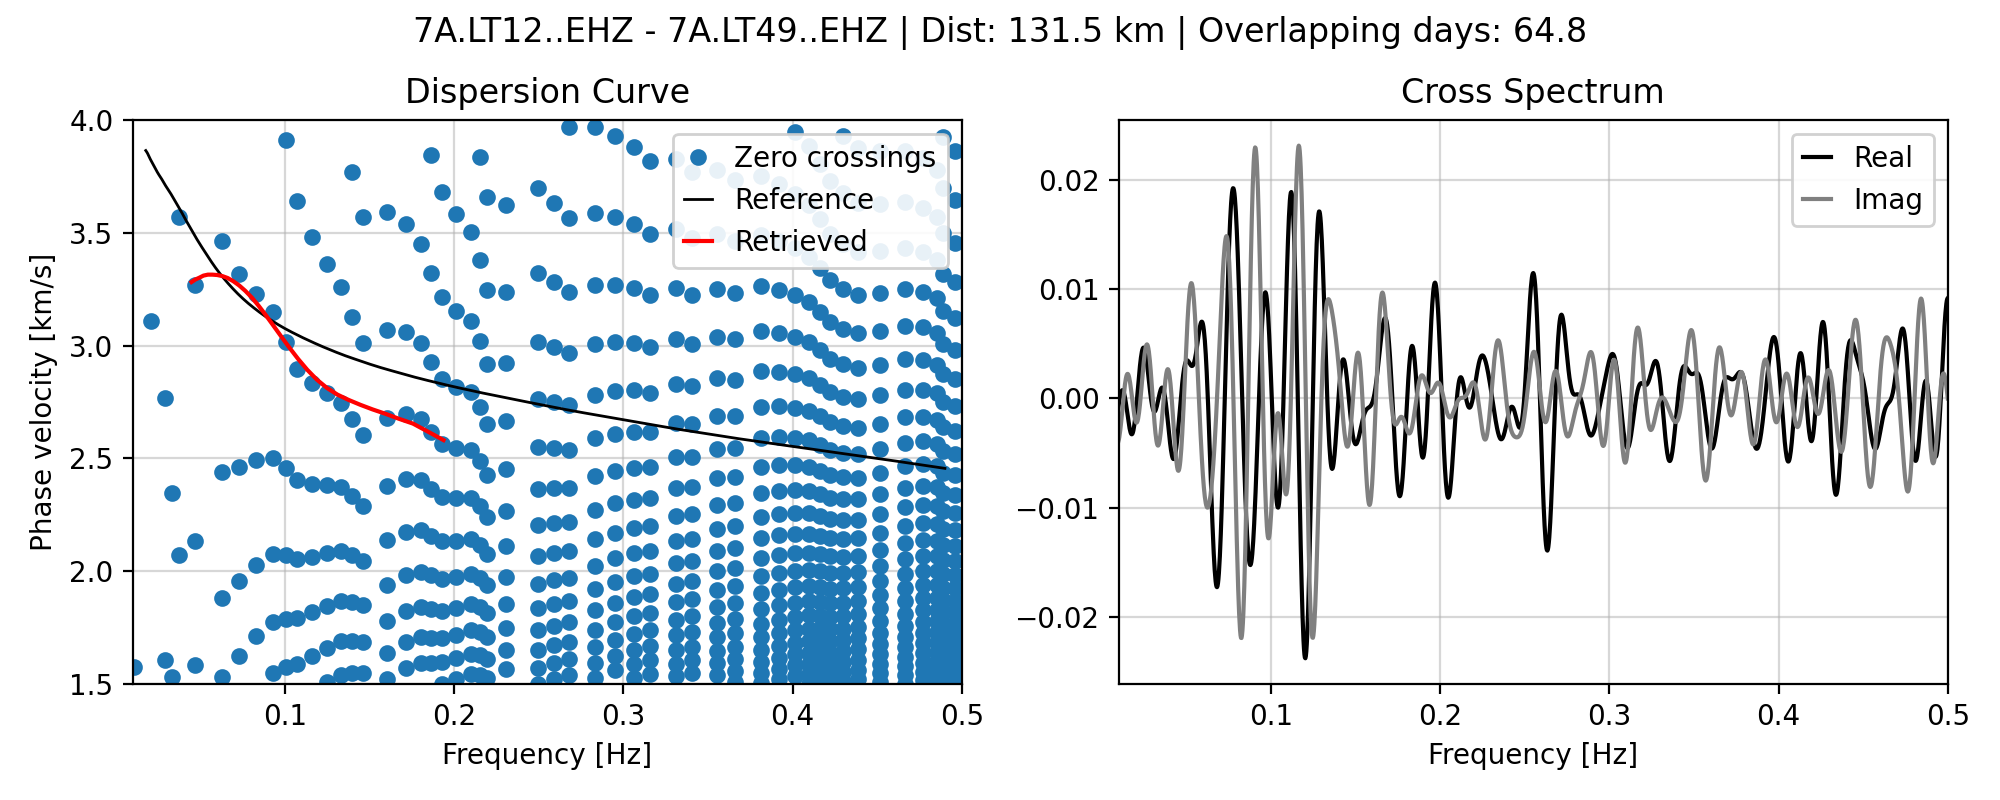 7A.LT12..EHZ - 7A.LT49..EHZ | Dist: 131.5 km | Overlapping days: 64.8
Dispersion Curve
Phase velocity [km/s]
4.0
3.5
3.0
2.5
2.0
1.5
0.1
0.2
0.3
0.4
0.5
Frequency [Hz]
Zero crossings
Reference
Retrieved
Cross Spectrum
0.02
0.01
0.00
−0.01
−0.02
0.1
0.2
0.3
0.4
0.5
Frequency [Hz]
Real
Imag